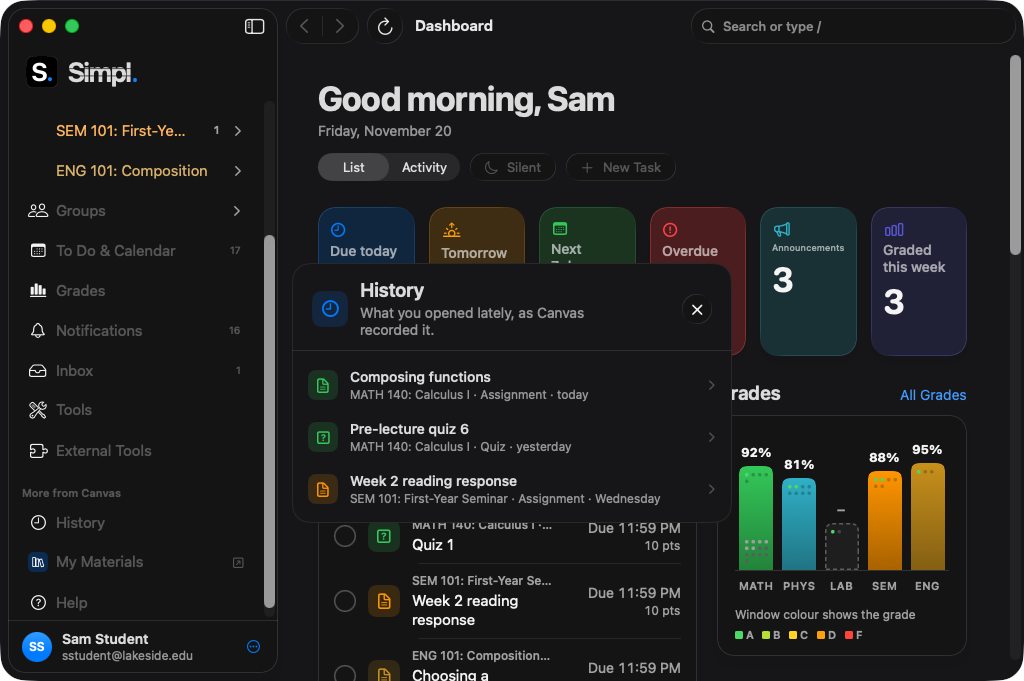 Dashboard
Search or type /
S. Simpl.
SEM 101: First-Ye... 1
ENG 101: Composition
Groups
To Do & Calendar 17
Grades
Notifications 16
Inbox 1
Tools
External Tools
More from Canvas
History
My Materials
Help
SS
Sam Student
sstudent@lakeside.edu
Good morning, Sam
Friday, November 20
List
Activity
Silent
New Task
Due today
Tomorrow
Next
Overdue
Announcements
3
Graded
this week
3
History
What you opened lately, as Canvas
recorded it.
Composing functions
MATH 140: Calculus I · Assignment · today
Pre-lecture quiz 6
MATH 140: Calculus I · Quiz · yesterday
Week 2 reading response
SEM 101: First-Year Seminar · Assignment · Wednesday
MATH 140: Calculus I ·...
Quiz 1
Due 11:59 PM
10 pts
SEM 101: First-Year Se...
Week 2 reading
response
Due 11:59 PM
10 pts
ENG 101: Composition...
Choosing a
Due 11:59 PM
rades
All Grades
92%
81%
–
88%
95%
MATH PHYS LAB SEM ENG
Window colour shows the grade
A B C D F